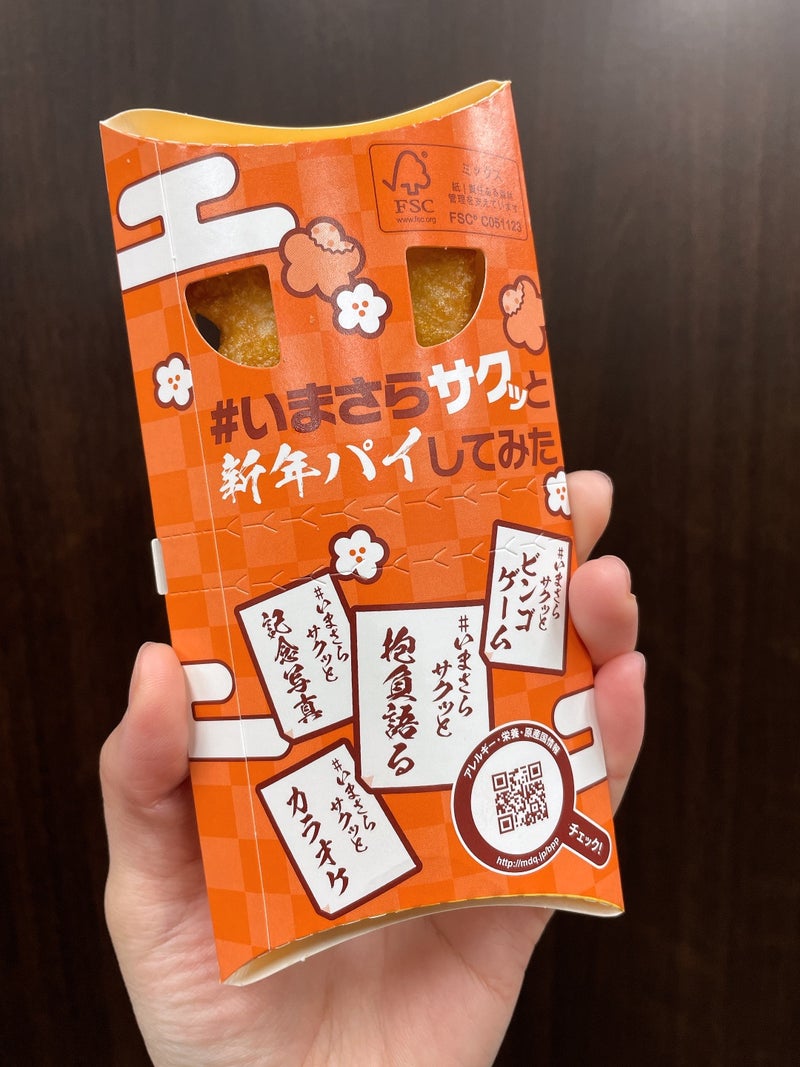 ミックス
紙｜責任ある森林
管理を支えています
FSC® C051123
FSC
www.fsc.org
#いまさらサクッと
新年パイしてみた
#いまさら
サクッと
ビンゴ
ゲーム
#いまさら
サクッと
記念写真
#いまさら
サクッと
抱負語る
#いまさら
サクッと
カラオケ
アレルギー・栄養・原産国情報
チェック!
http://mdq.jp/bpp